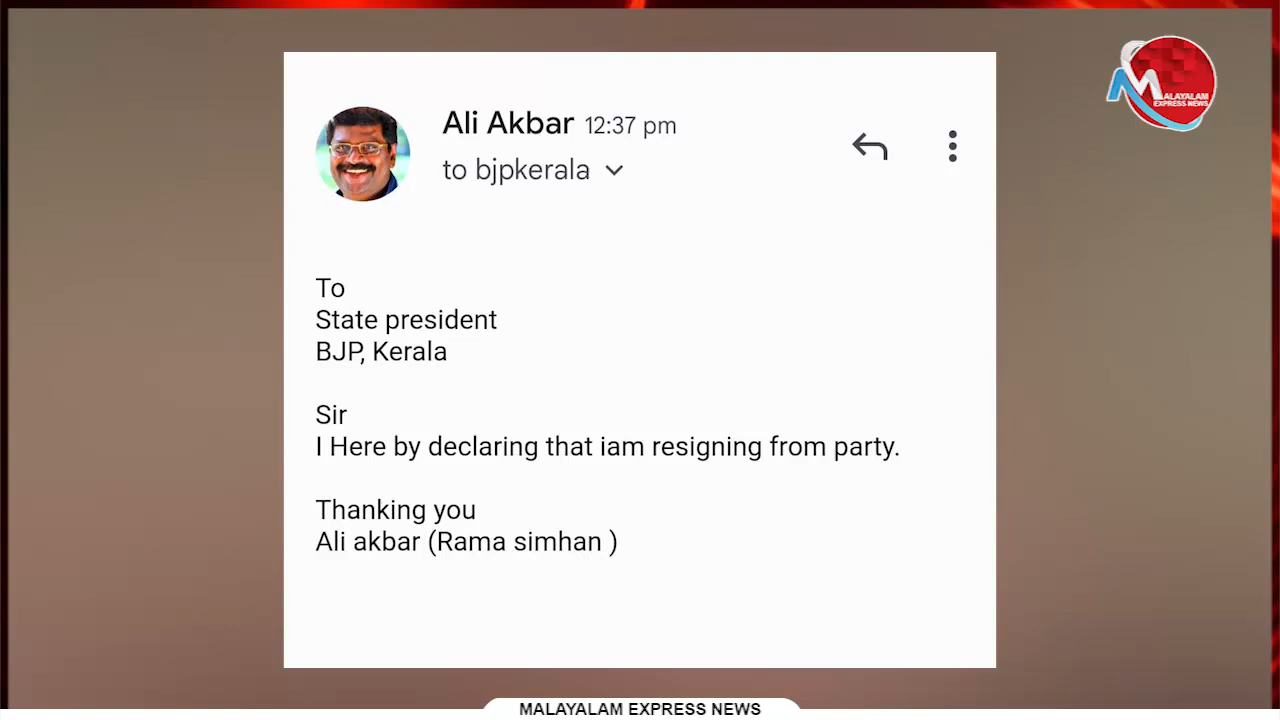 MALAYALAM
EXPRESS NEWS
Ali Akbar 12:37 pm
to bjpkerala
To
State president
BJP, Kerala
Sir
I Here by declaring that iam resigning from party.
Thanking you
Ali akbar (Rama simhan )
MALAYALAM EXPRESS NEWS